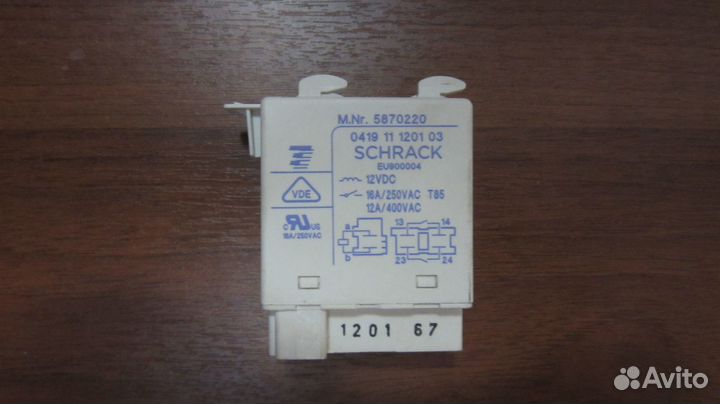 M.Nr. 5870220
0419 11 1201 03
SCHRACK
EU900004
12VDC
VDE
16A/250VAC T85
12A/400VAC
C US
16A/250VAC
a
b
13 14
23 24
1201 67
Avito